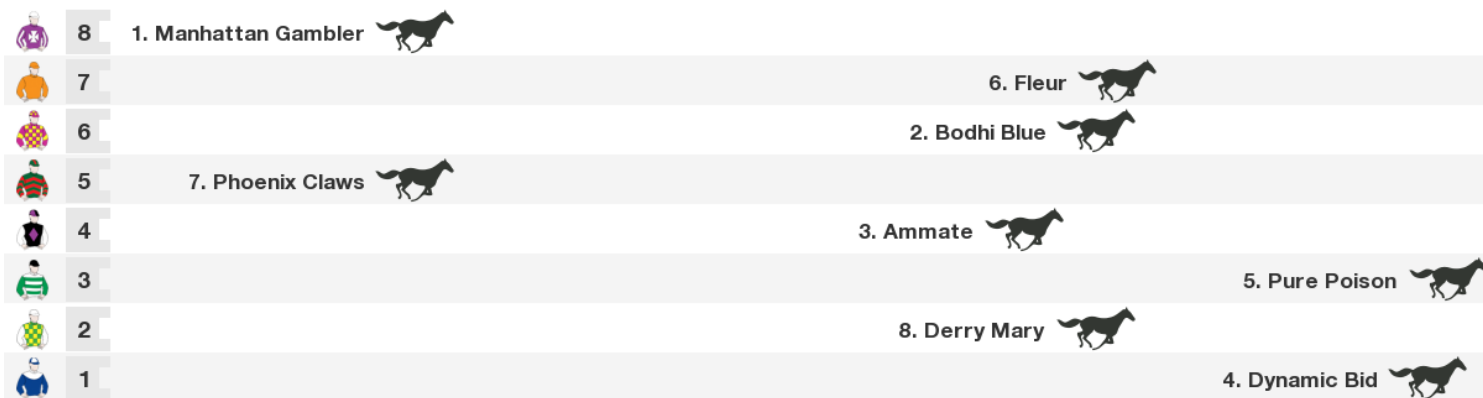 8 1. Manhattan Gambler
7 6. Fleur
6 2. Bodhi Blue
5 7. Phoenix Claws
4 3. Ammate
3 5. Pure Poison
2 8. Derry Mary
1 4. Dynamic Bid